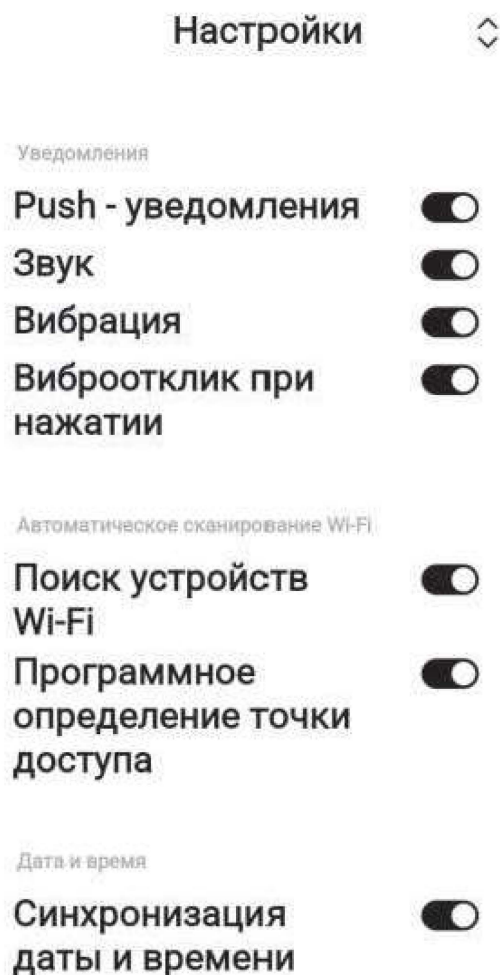 Настройки
Уведомления
Push - уведомления
Звук
Вибрация
Виброотклик при
нажатии
Автоматическое сканирование Wi-Fi
Поиск устройств
Wi-Fi
Программное
определение точки
доступа
Дата и время
Синхронизация
даты и времени